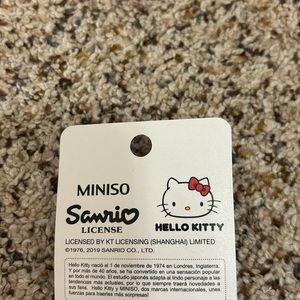 MINISO
Sanrio
LICENSE
HELLO KITTY
LICENSED BY KT LICENSING (SHANGHAI) LIMITED
©1976, 2019 SANRIO CO., LTD.
Hello Kitty nació el 1 de noviembre de 1974 en Londres, Inglaterra.
Y por más de 40 años, se ha convertido en una sensación popular
en todo el mundo. El estudio japonés adapta el lindo personaje a las
tendencias más actuales, por lo que siempre traerá novedades a
sus fans. Hello Kitty y MINISO, dos marcas internacionales, unen
fuerzas para traerles más sorpresas!